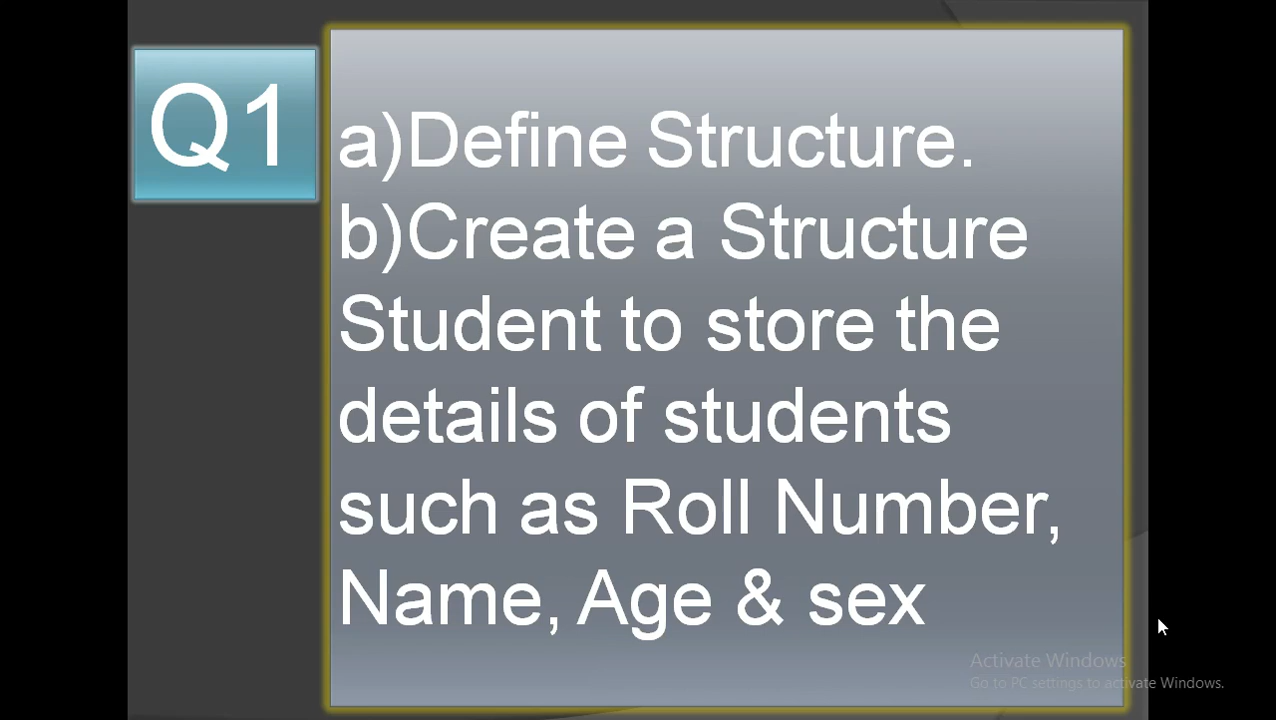 Q1
a)Define Structure.
b)Create a Structure
Student to store the
details of students
such as Roll Number,
Name, Age & sex
Activate Windows
Go to PC settings to activate Windows.